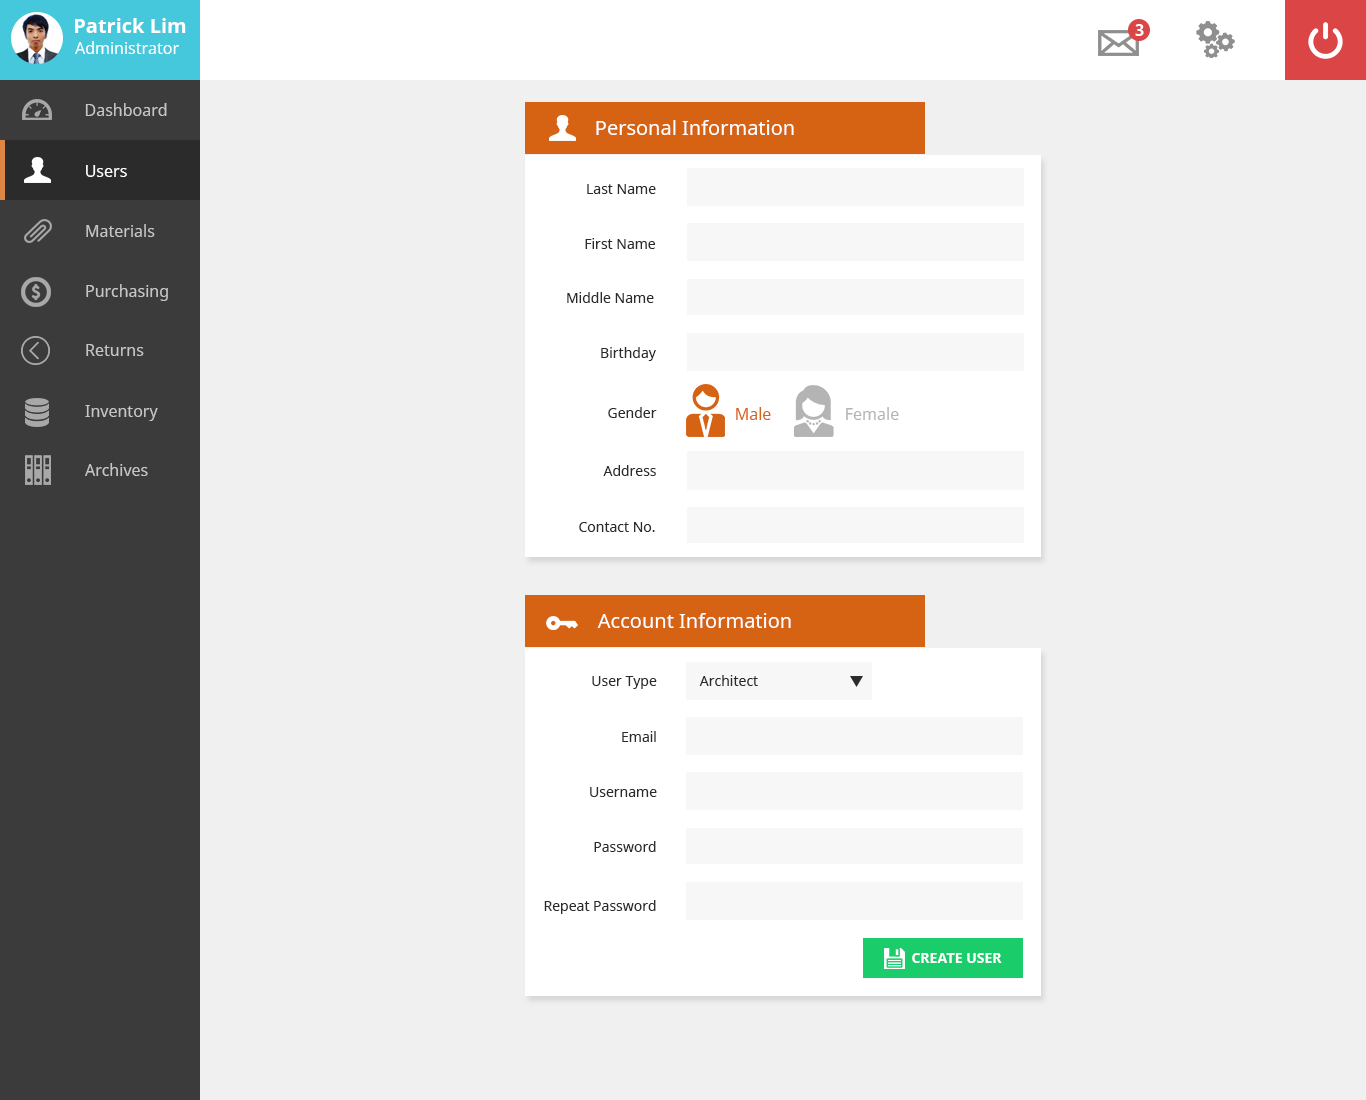 Patrick Lim
Administrator
3
Dashboard
Users
Materials
Purchasing
Returns
Inventory
Archives
Personal Information
Last Name
First Name
Middle Name
Birthday
Gender Male Female
Address
Contact No.
Account Information
User Type Architect
Email
Username
Password
Repeat Password
CREATE USER